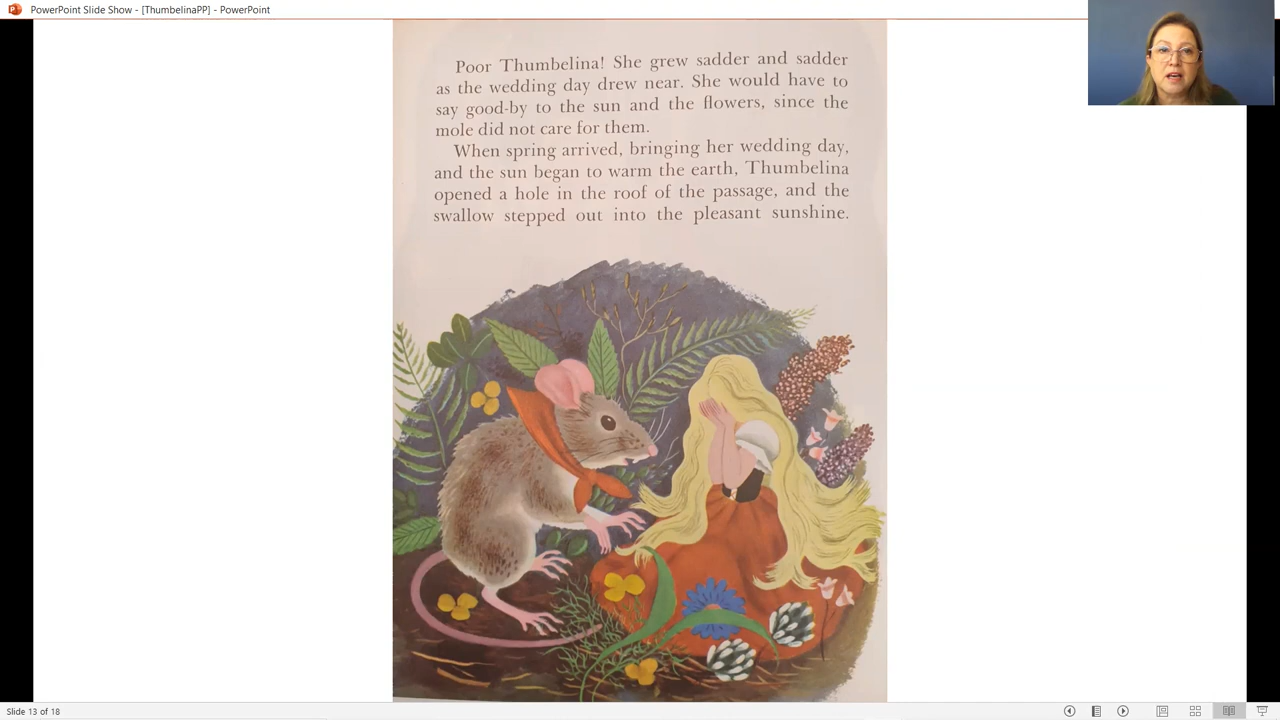 PowerPoint Slide Show - [ThumbelinaPP] - PowerPoint
Poor Thumbelina! She grew sadder and sadder
as the wedding day drew near. She would have to
say good-by to the sun and the flowers, since the
mole did not care for them.
When spring arrived, bringing her wedding day,
and the sun began to warm the earth, Thumbelina
opened a hole in the roof of the passage, and the
swallow stepped out into the pleasant sunshine.
Slide 13 of 18